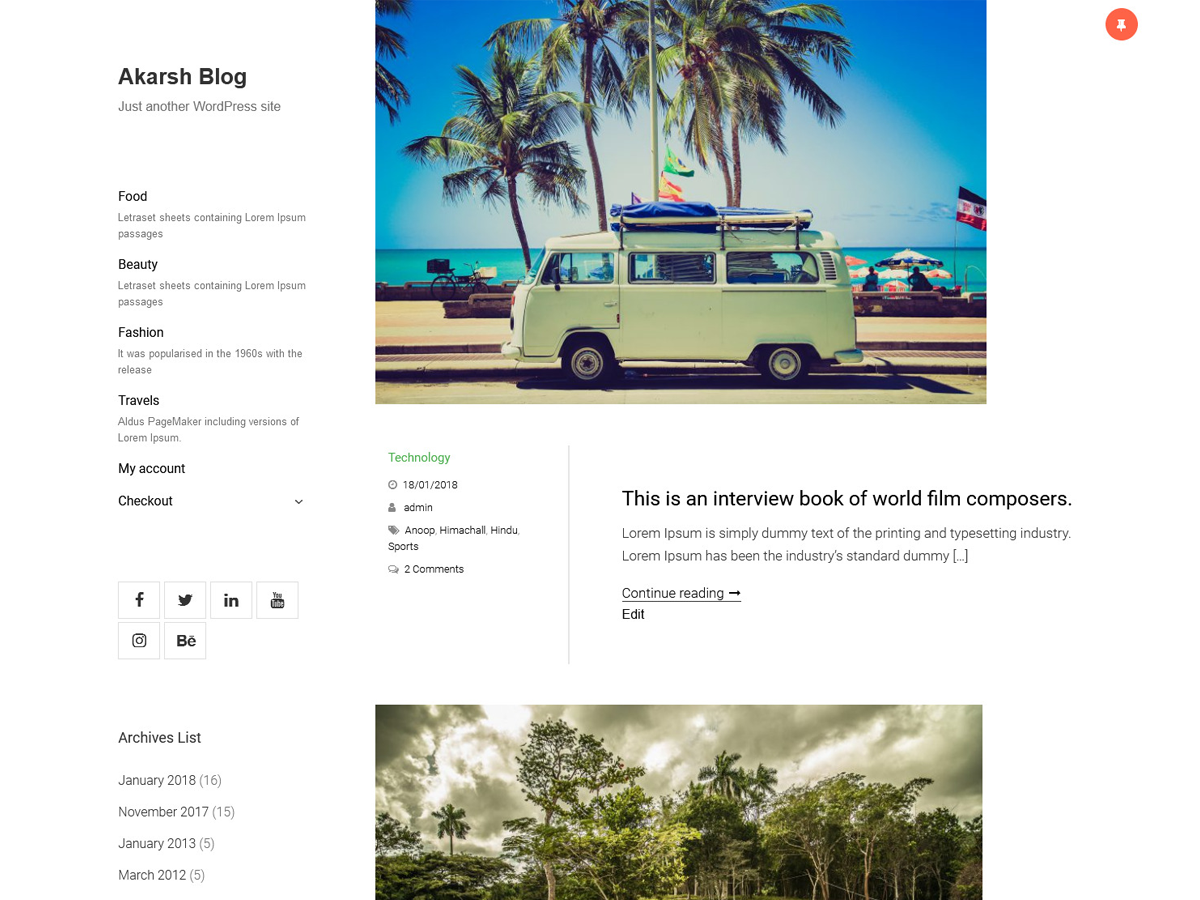 Akarsh Blog
Just another WordPress site
Food
Letraset sheets containing Lorem Ipsum
passages
Beauty
Letraset sheets containing Lorem Ipsum
passages
Fashion
It was popularised in the 1960s with the
release
Travels
Aldus PageMaker including versions of
Lorem Ipsum.
My account
Checkout
You
Tube
Bē
Archives List
January 2018 (16)
November 2017 (15)
January 2013 (5)
March 2012 (5)
Technology
18/01/2018
admin
Anoop, Himachall, Hindu,
Sports
2 Comments
This is an interview book of world film composers.
Lorem Ipsum is simply dummy text of the printing and typesetting industry.
Lorem Ipsum has been the industry’s standard dummy […]
Continue reading ➞
Edit